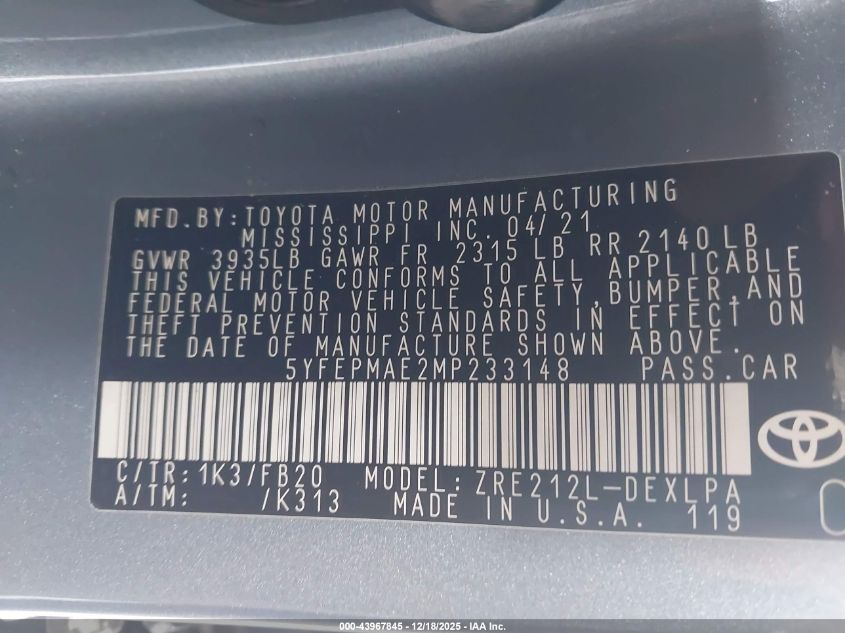 MFD.BY:TOYOTA MOTOR MANUFACTURING
MISSISSIPPI INC. 04/21
GVWR 3935LB GAWR FR 2315 LB RR 2140LB
THIS VEHICLE CONFORMS TO ALL APPLICABLE
FEDERAL MOTOR VEHICLE SAFETY,BUMPER,AND
THEFT PREVENTION STANDARDS IN EFFECT ON
THE DATE OF MANUFACTURE SHOWN ABOVE.
5YFEPMAE2MP233148 PASS.CAR
C/TR: 1K3/FB20 MODEL: ZRE212L-DEXLPA
A/TM: /K313 MADE IN U.S.A. 119
000-43967845 - 12/18/2025 - IAA Inc.